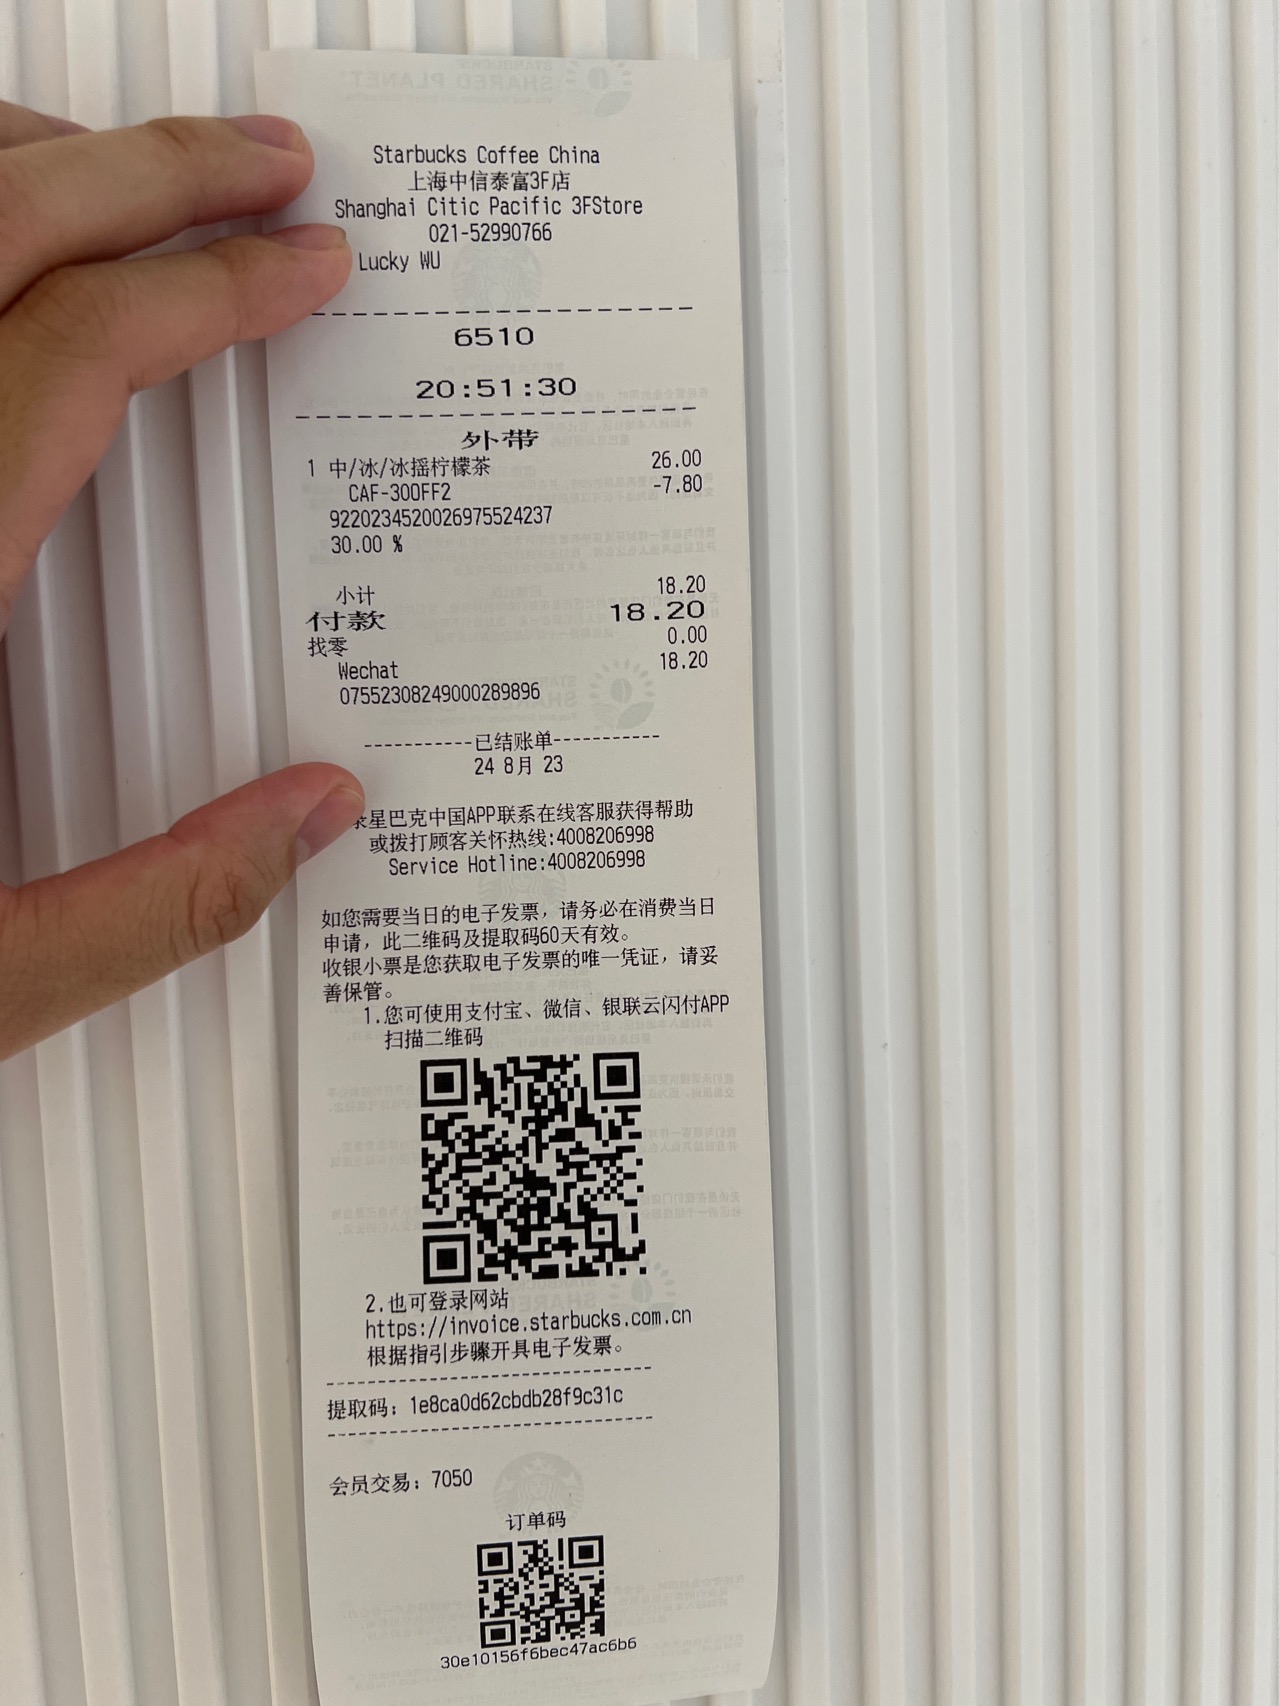 Starbucks Coffee China
上海中信泰富3F店
Shanghai Citic Pacific 3FStore
021-52990766
Lucky WU
6510
20:51:30
外带
1 中/冰/冰摇柠檬茶 26.00
CAF-30OFF2 -7.80
9220234520026975524237
30.00 %
小计 18.20
付款 18.20
找零 0.00
Wechat 18.20
07552308249000289896
-----------已结账单-----------
24 8月 23
星巴克中国APP联系在线客服获得帮助
或拨打顾客关怀热线:4008206998
Service Hotline:4008206998
如您需要当日的电子发票，请务必在消费当日
申请，此二维码及提取码60天有效。
收银小票是您获取电子发票的唯一凭证，请妥
善保管。
1.您可使用支付宝、微信、银联云闪付APP
扫描二维码
2.也可登录网站
https://invoice.starbucks.com.cn
根据指引步骤开具电子发票。
提取码：1e8ca0d62cbdb28f9c31c
会员交易：7050
订单码
30e10156f6bec47ac6b6